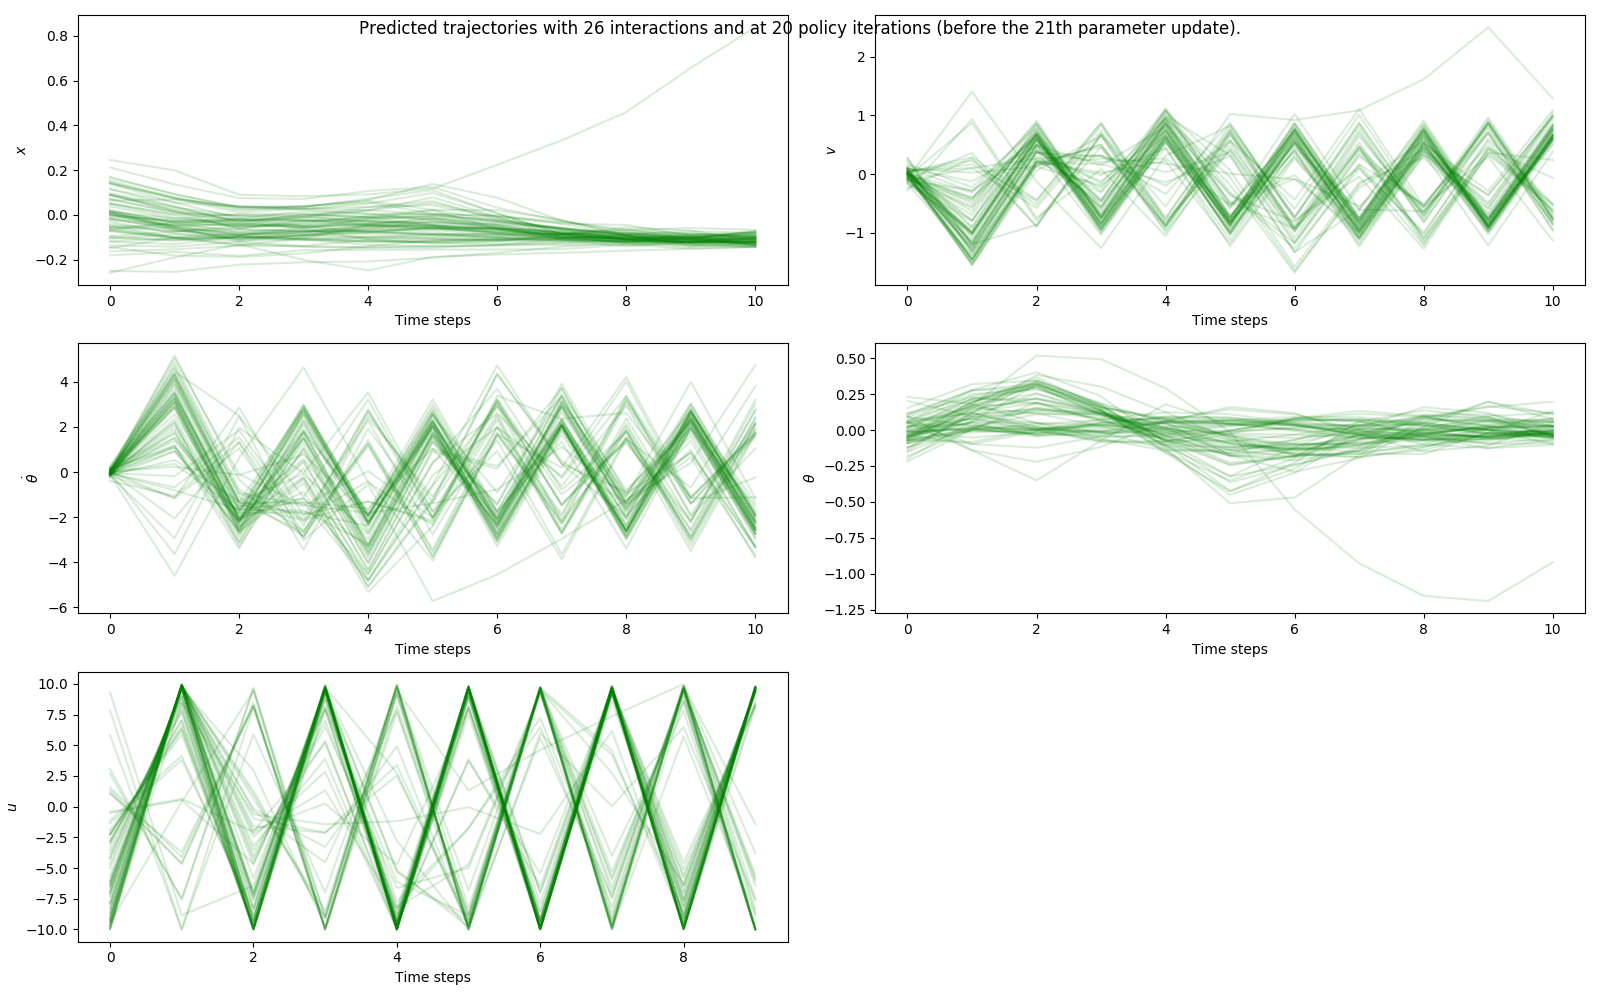 Predicted trajectories with 26 interactions and at 20 policy iterations (before the 21th parameter update).
0.8
0.6
0.4
0.2
0.0
−0.2
x
0 2 4 6 8 10
Time steps
2
1
0
−1
v
0 2 4 6 8 10
Time steps
4
2
0
−2
−4
−6
θ̇
0 2 4 6 8 10
Time steps
0.50
0.25
0.00
−0.25
−0.50
−0.75
−1.00
−1.25
θ
0 2 4 6 8 10
Time steps
10.0
7.5
5.0
2.5
0.0
−2.5
−5.0
−7.5
−10.0
u
0 2 4 6 8
Time steps